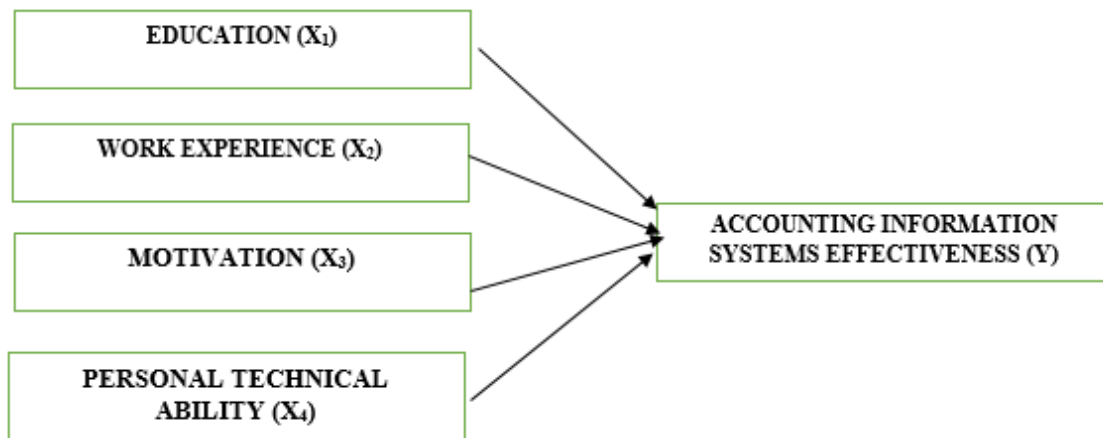 EDUCATION (X₁)
WORK EXPERIENCE (X₂)
MOTIVATION (X₃)
PERSONAL TECHNICAL
ABILITY (X₄)
ACCOUNTING INFORMATION
SYSTEMS EFFECTIVENESS (Y)